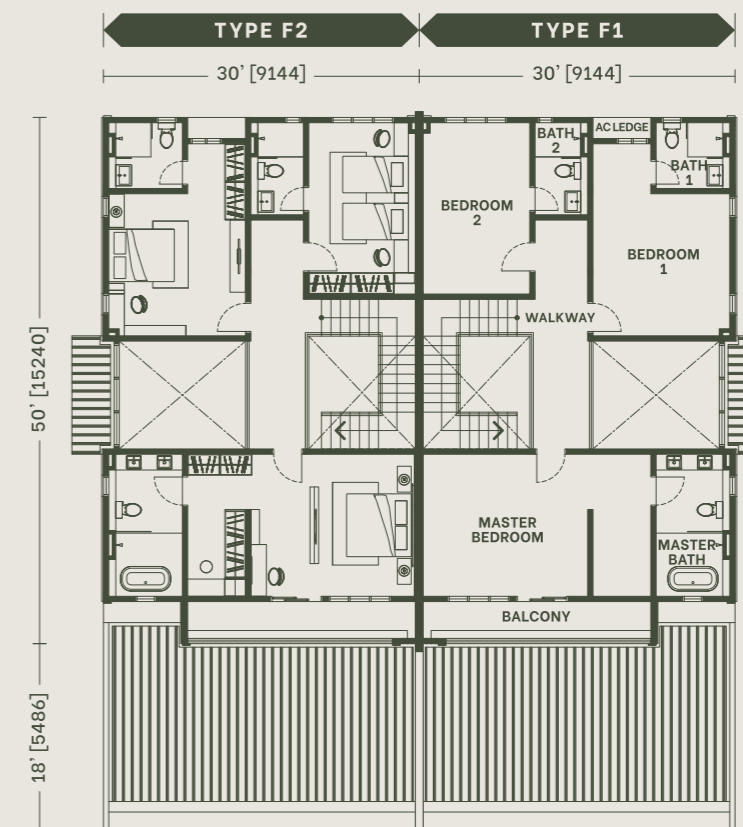 TYPE F2
TYPE F1
30' [9144]
30' [9144]
AC LEDGE
BATH
2
BATH
1
BEDROOM
2
BEDROOM
1
WALKWAY
50' [15240]
MASTER
BEDROOM
MASTER
BATH
BALCONY
18' [5486]